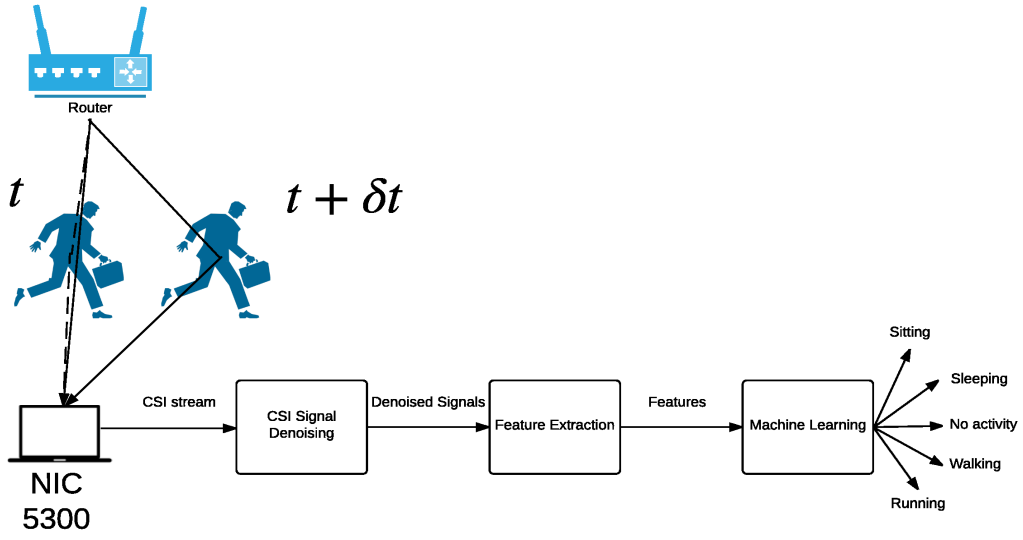 Router
t
t + δt
NIC
5300
CSI stream
CSI Signal
Denoising
Denoised Signals
Feature Extraction
Features
Machine Learning
Sitting
Sleeping
No activity
Walking
Running